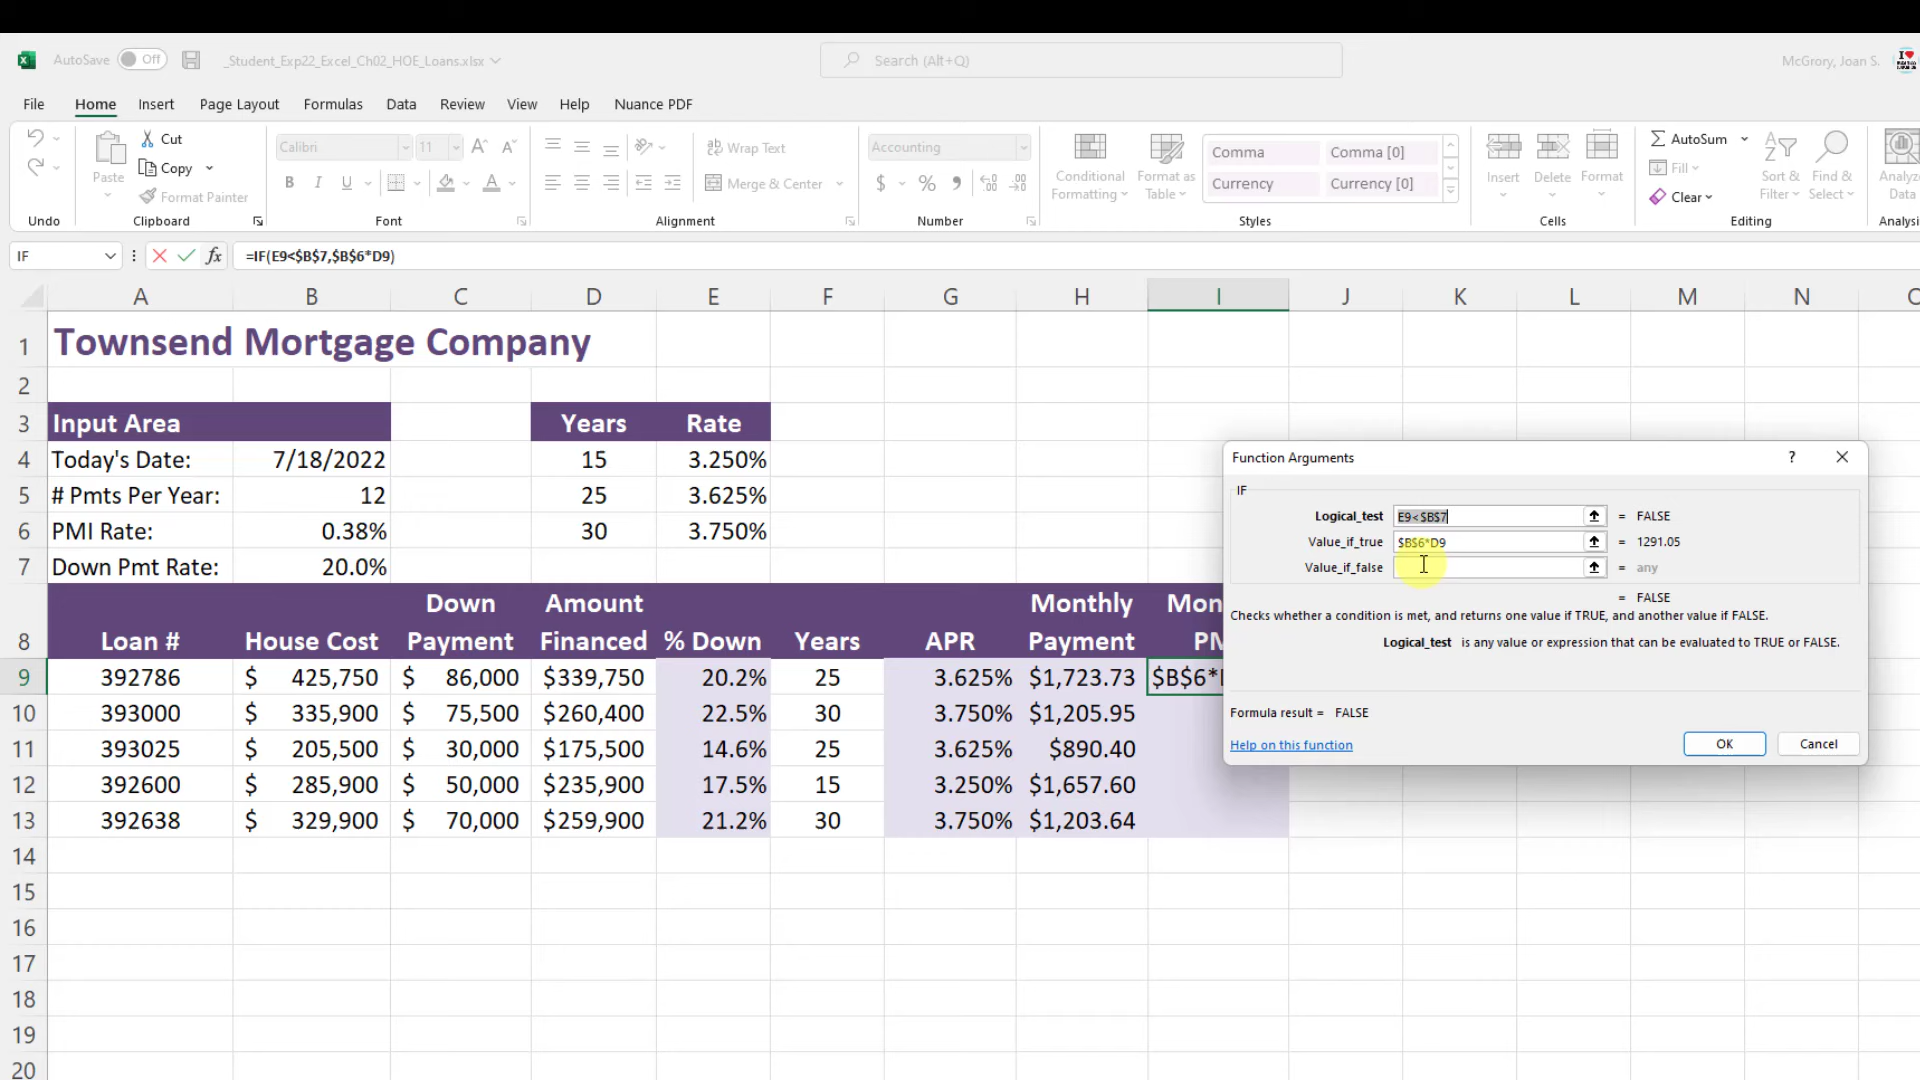 AutoSave Off _Student_Exp22_Excel_Ch02_HOE_Loans.xlsx Search (Alt+Q) McGrory, Joan S.
File Home Insert Page Layout Formulas Data Review View Help Nuance PDF
Undo
Paste Cut Copy Format Painter
Clipboard
Calibri 11
B I U A
Font
Wrap Text
Merge & Center
Alignment
Accounting
$ % 9
Number
Conditional Formatting
Format as Table
Comma Comma [0]
Currency Currency [0]
Styles
Insert Delete Format
Cells
AutoSum
Fill
Clear
Sort & Filter
Find & Select
Editing
Analyz
Data
Analysi
IF fx =IF(E9<$B$7,$B$6*D9)
A B C D E F G H I J K L M N
1 Townsend Mortgage Company
2
3 Input Area Years Rate
4 Today's Date: 7/18/2022 15 3.250%
5 # Pmts Per Year: 12 25 3.625%
6 PMI Rate: 0.38% 30 3.750%
7 Down Pmt Rate: 20.0%
8 Loan # House Cost Down Payment Amount Financed % Down Years APR Monthly Payment Mon PM
9 392786 $ 425,750 $ 86,000 $339,750 20.2% 25 3.625% $1,723.73 $B$6*
10 393000 $ 335,900 $ 75,500 $260,400 22.5% 30 3.750% $1,205.95
11 393025 $ 205,500 $ 30,000 $175,500 14.6% 25 3.625% $890.40
12 392600 $ 285,900 $ 50,000 $235,900 17.5% 15 3.250% $1,657.60
13 392638 $ 329,900 $ 70,000 $259,900 21.2% 30 3.750% $1,203.64
14
15
16
17
18
19
20
Function Arguments ?
IF
Logical_test E9<$B$7 = FALSE
Value_if_true $B$6*D9 = 1291.05
Value_if_false = any
= FALSE
Checks whether a condition is met, and returns one value if TRUE, and another value if FALSE.
Logical_test is any value or expression that can be evaluated to TRUE or FALSE.
Formula result = FALSE
Help on this function OK Cancel